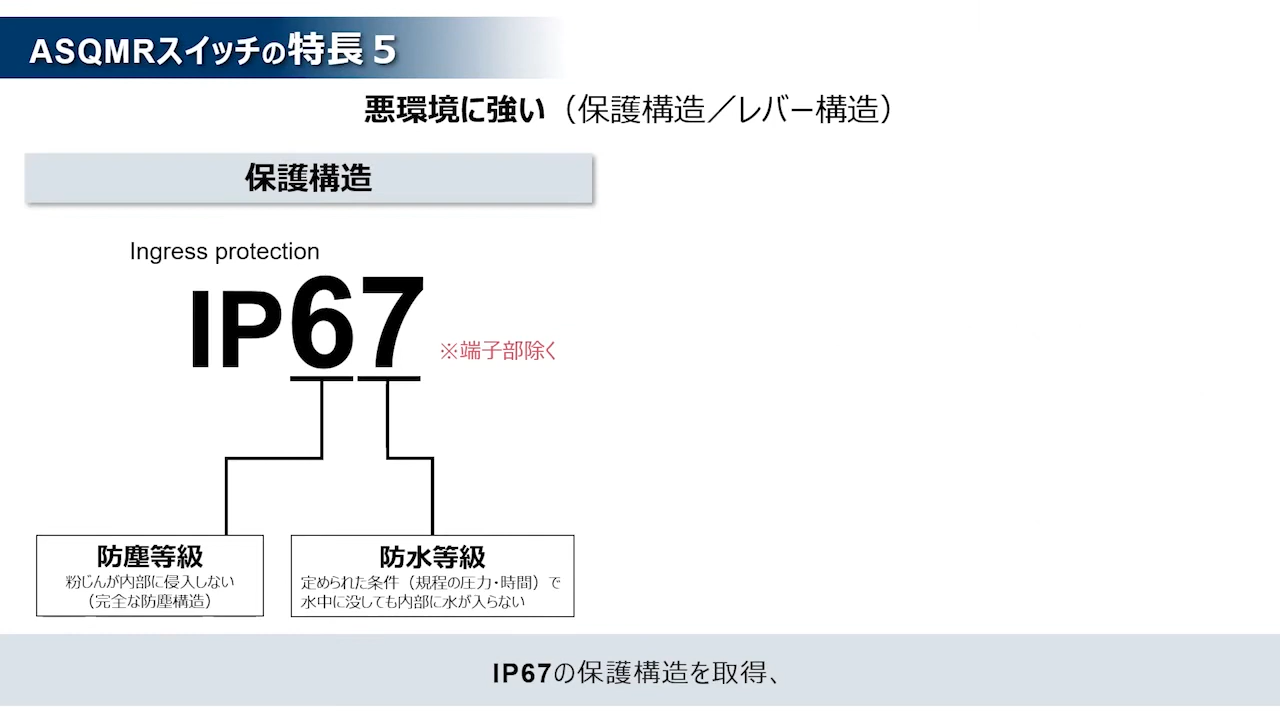 ASQMRスイッチの特長５
悪環境に強い（保護構造／レバー構造）
保護構造
Ingress protection
IP67
※端子部除く
防塵等級
粉じんが内部に侵入しない
（完全な防塵構造）
防水等級
定められた条件（規程の圧力・時間）で
水中に没しても内部に水が入らない
IP67の保護構造を取得、